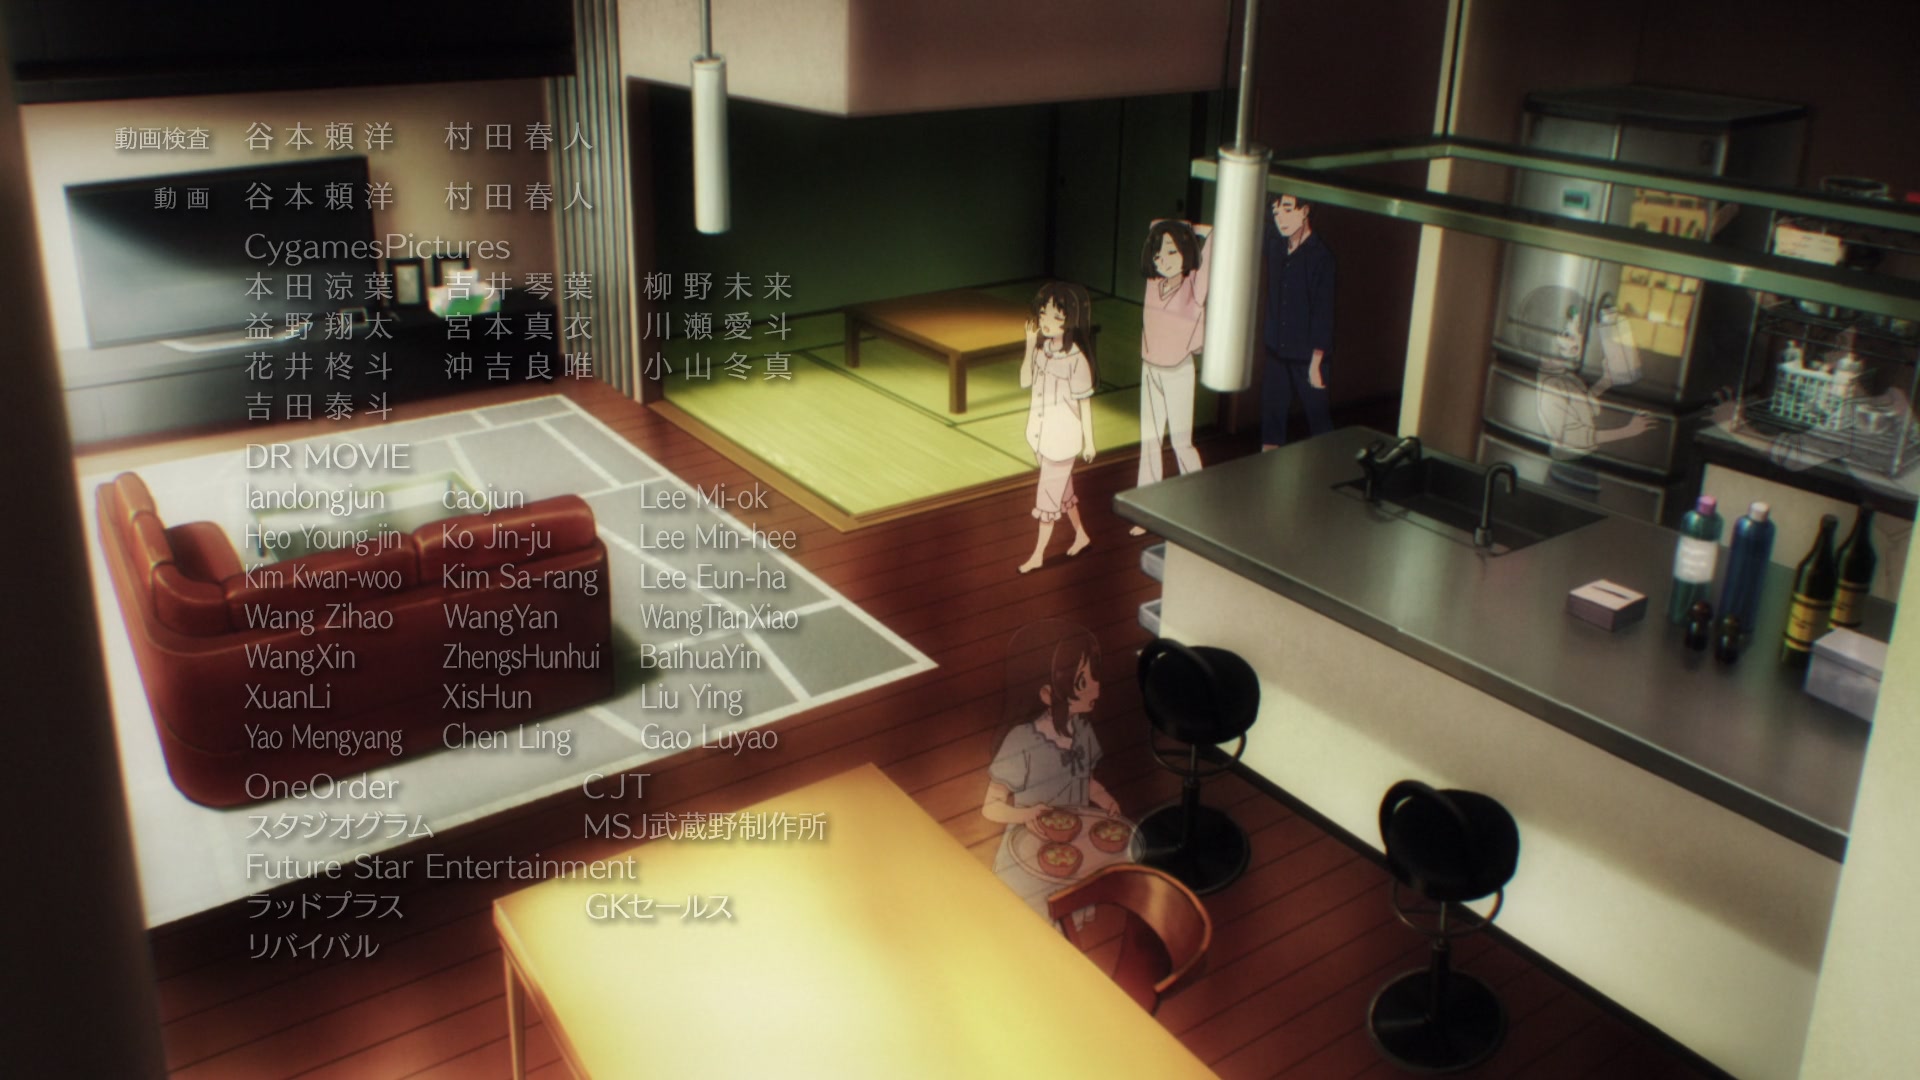 動画検査 谷本頼洋 村田春人
動画 谷本頼洋 村田春人
CygamesPictures
本田涼葉 吉井琴葉 柳野未来
益野翔太 宮本真衣 川瀬愛斗
花井柊斗 沖吉良唯 小山冬真
吉田泰斗
DR MOVIE
landongjun caojun Lee Mi-ok
Heo Young-jin Ko Jin-ju Lee Min-hee
Kim Kwan-woo Kim Sa-rang Lee Eun-ha
Wang Zihao WangYan WangTianXiao
WangXin ZhengsHunhui BaihuaYin
XuanLi XisHun Liu Ying
Yao Mengyang Chen Ling Gao Luyao
OneOrder CJT
スタジオグラム MSJ武蔵野制作所
Future Star Entertainment
ラッドプラス GKセールス
リバイバル